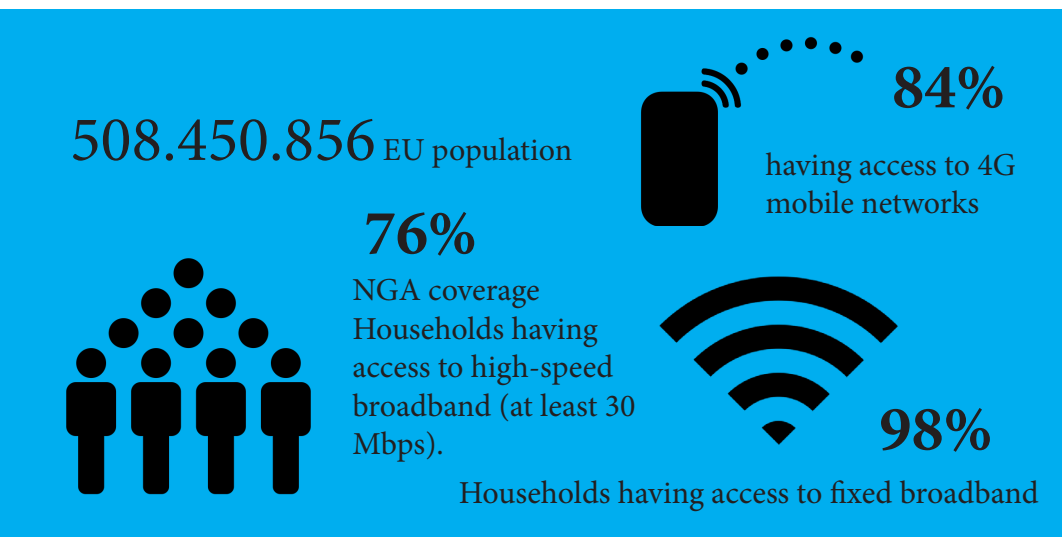 508.450.856 EU population
84%
having access to 4G
mobile networks
76%
NGA coverage
Households having
access to high-speed
broadband (at least 30
Mbps).
98%
Households having access to fixed broadband